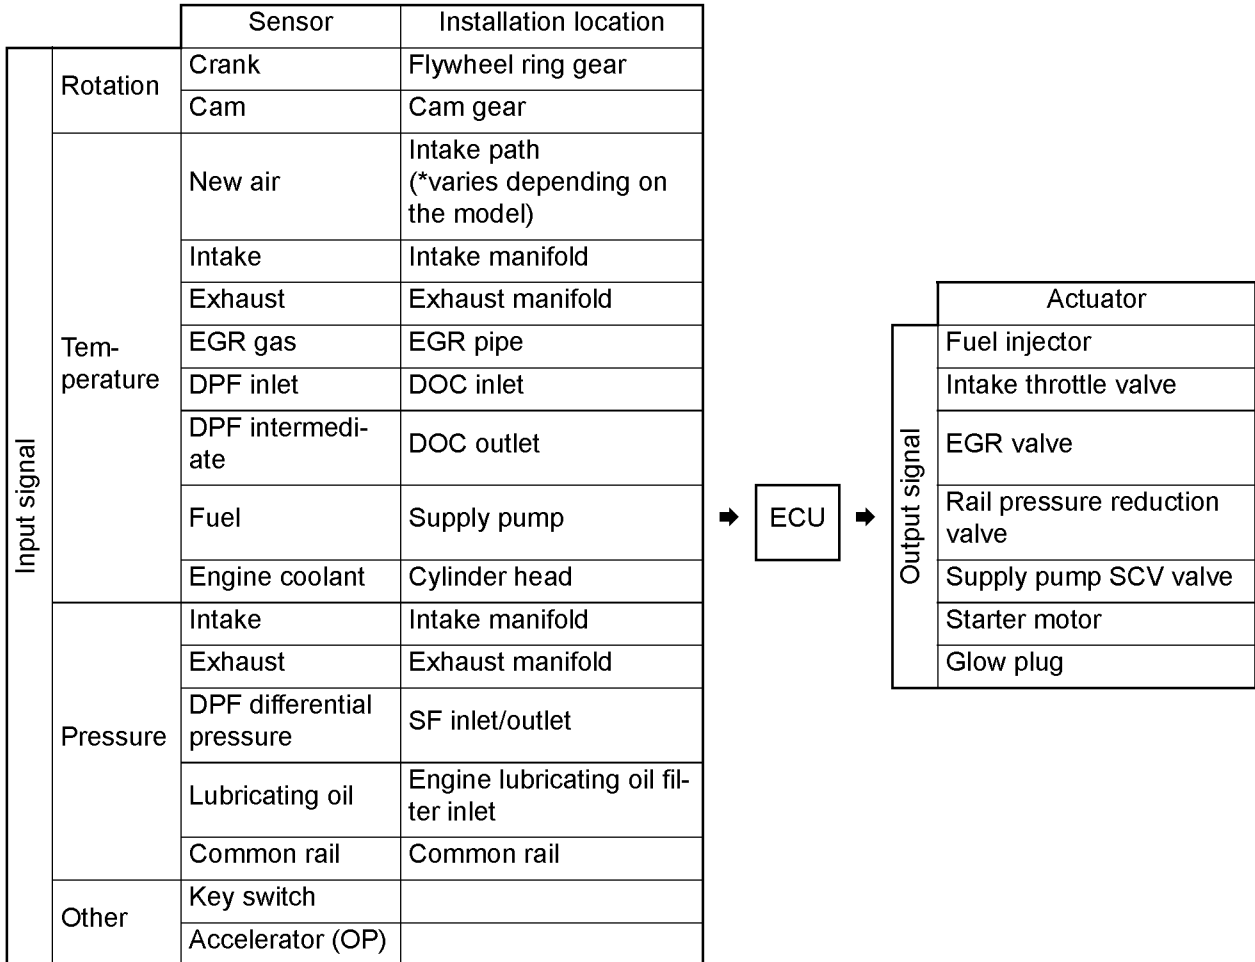 Sensor Installation location
Input signal
Rotation
Crank Flywheel ring gear
Cam Cam gear
Tem-
perature
New air
Intake path
(*varies depending on
the model)
Intake Intake manifold
Exhaust Exhaust manifold
EGR gas EGR pipe
DPF inlet DOC inlet
DPF intermedi-
ate
DOC outlet
Fuel Supply pump
Engine coolant Cylinder head
Pressure
Intake Intake manifold
Exhaust Exhaust manifold
DPF differential
pressure
SF inlet/outlet
Lubricating oil
Engine lubricating oil fil-
ter inlet
Common rail Common rail
Other
Key switch
Accelerator (OP)
ECU
Actuator
Output signal
Fuel injector
Intake throttle valve
EGR valve
Rail pressure reduction
valve
Supply pump SCV valve
Starter motor
Glow plug